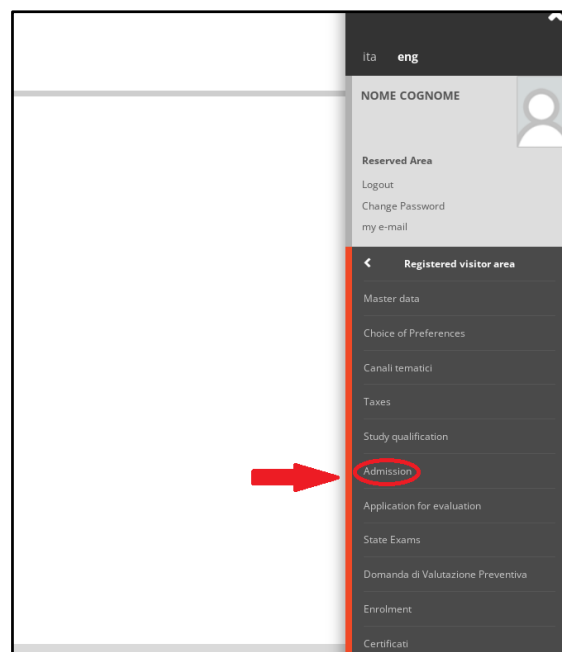 ita eng
NOME COGNOME
Reserved Area
Logout
Change Password
my e-mail
Registered visitor area
Master data
Choice of Preferences
Canali tematici
Taxes
Study qualification
Admission
Application for evaluation
State Exams
Domanda di Valutazione Preventiva
Enrolment
Certificati